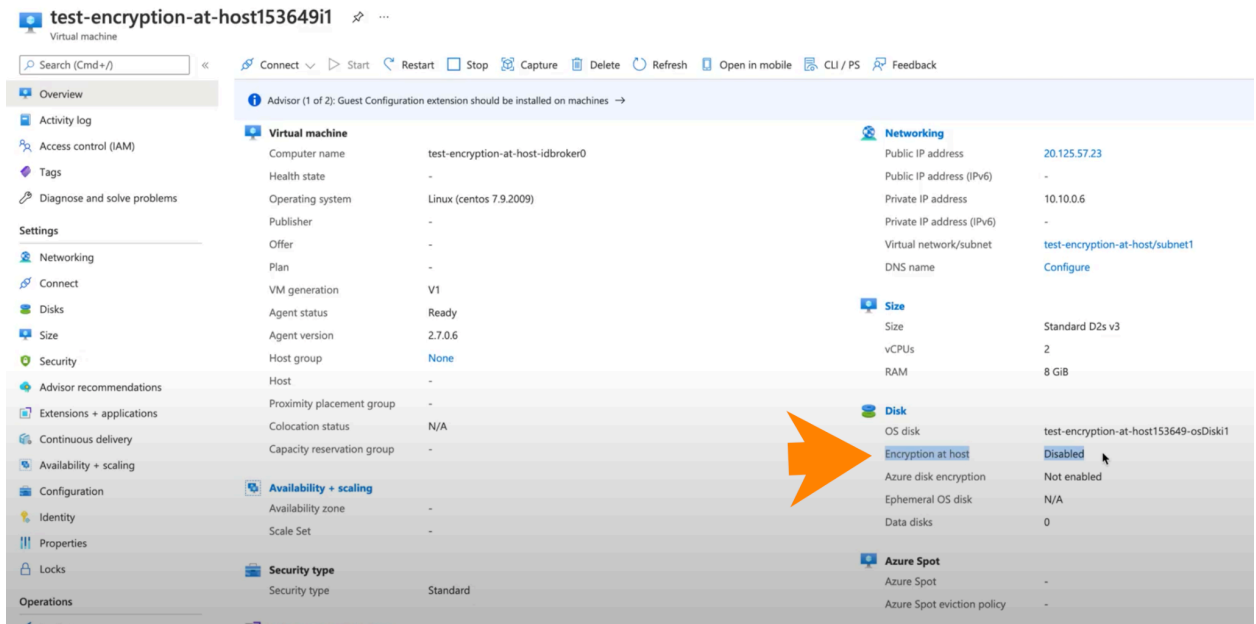 test-encryption-at-host153649i1
Virtual machine
Search (Cmd+/)
«
Connect
Start
Restart
Stop
Capture
Delete
Refresh
Open in mobile
CLI / PS
Feedback
Overview
Activity log
Access control (IAM)
Tags
Diagnose and solve problems
Settings
Networking
Connect
Disks
Size
Security
Advisor recommendations
Extensions + applications
Continuous delivery
Availability + scaling
Configuration
Identity
Properties
Locks
Operations
Advisor (1 of 2): Guest Configuration extension should be installed on machines →
Virtual machine
Computer name test-encryption-at-host-idbroker0
Health state -
Operating system Linux (centos 7.9.2009)
Publisher -
Offer -
Plan -
VM generation V1
Agent status Ready
Agent version 2.7.0.6
Host group None
Host -
Proximity placement group -
Colocation status N/A
Capacity reservation group -
Availability + scaling
Availability zone -
Scale Set -
Security type
Security type Standard
Networking
Public IP address 20.125.57.23
Public IP address (IPv6) -
Private IP address 10.10.0.6
Private IP address (IPv6) -
Virtual network/subnet test-encryption-at-host/subnet1
DNS name Configure
Size
Size Standard D2s v3
vCPUs 2
RAM 8 GiB
Disk
OS disk test-encryption-at-host153649-osDiski1
Encryption at host Disabled
Azure disk encryption Not enabled
Ephemeral OS disk N/A
Data disks 0
Azure Spot
Azure Spot -
Azure Spot eviction policy -